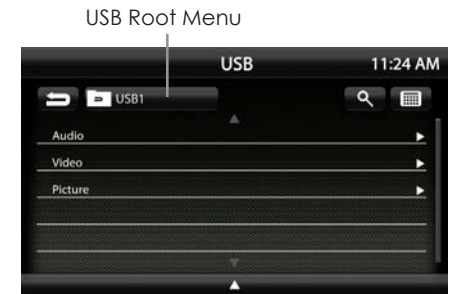 USB Root Menu
USB 11:24 AM
USB1
Audio
Video
Picture